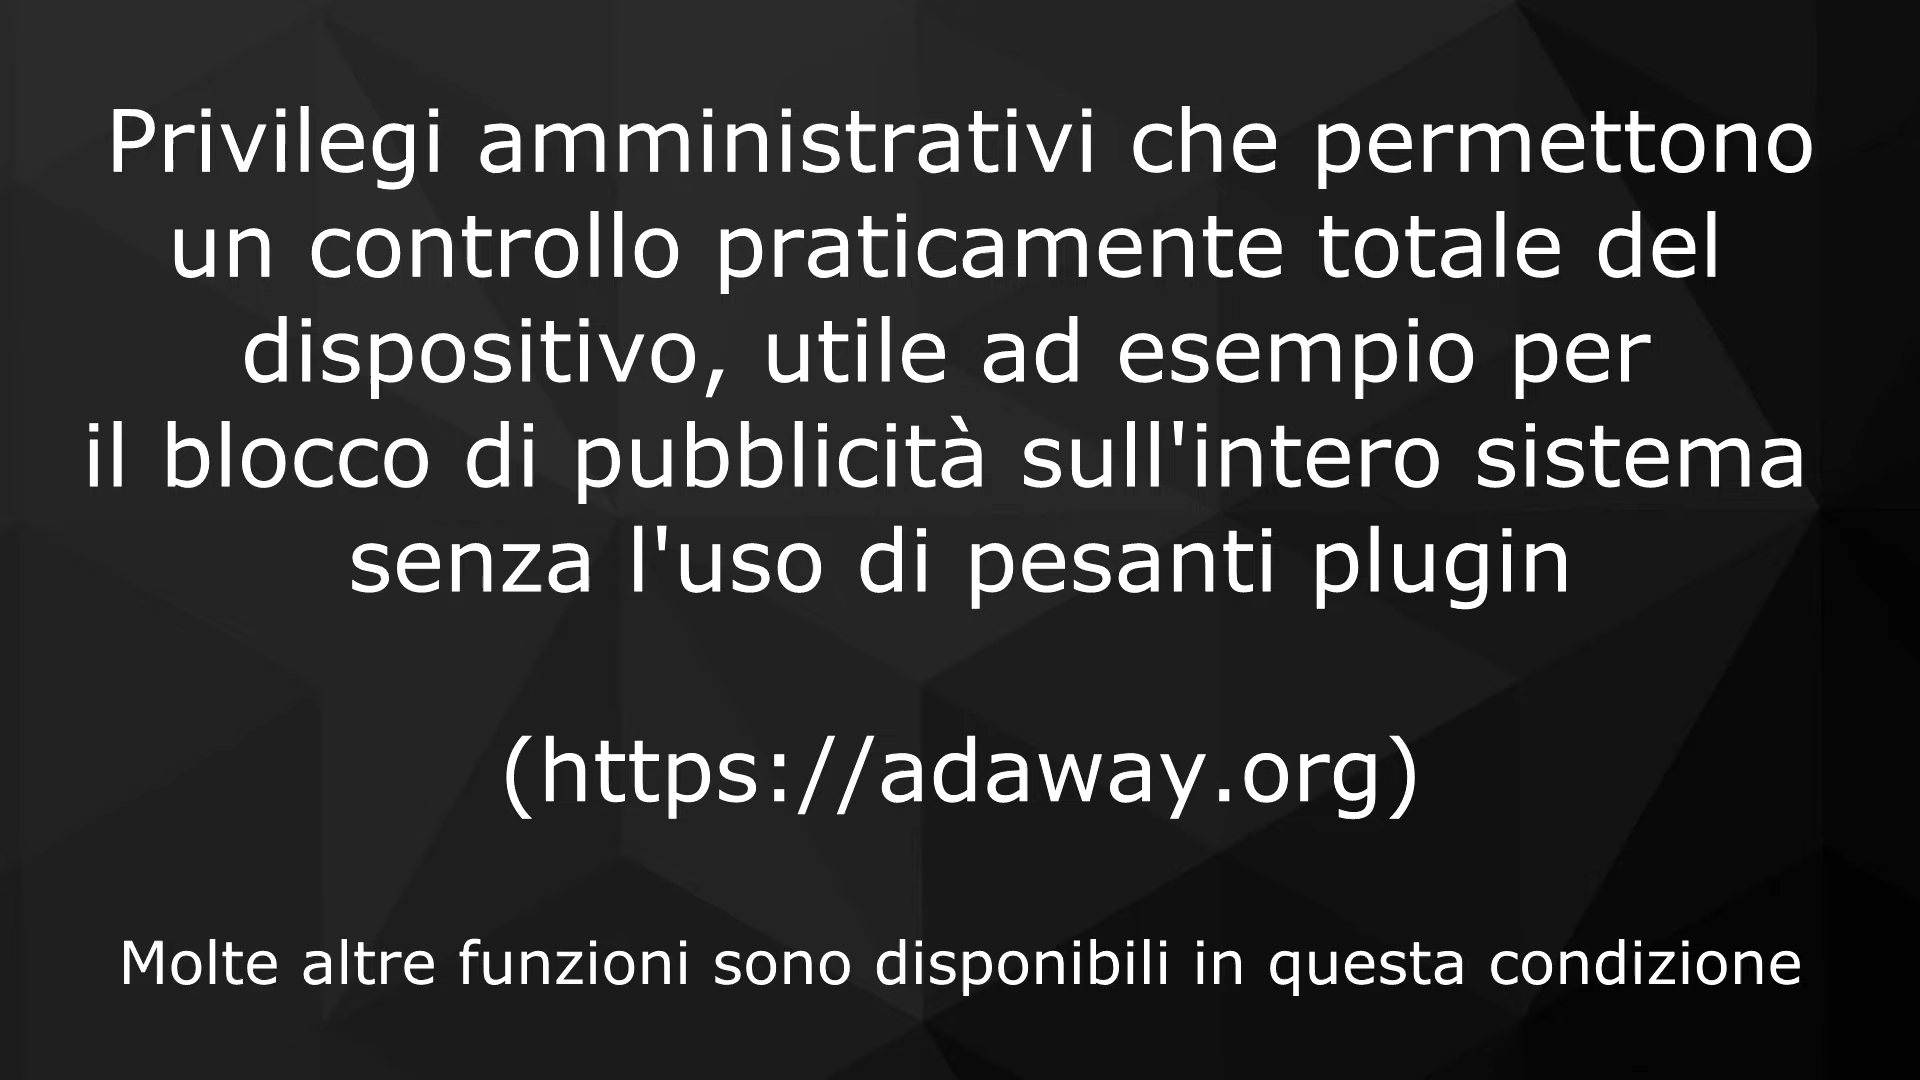 Privilegi amministrativi che permettono
un controllo praticamente totale del
dispositivo, utile ad esempio per
il blocco di pubblicità sull'intero sistema
senza l'uso di pesanti plugin
(https://adaway.org)
Molte altre funzioni sono disponibili in questa condizione